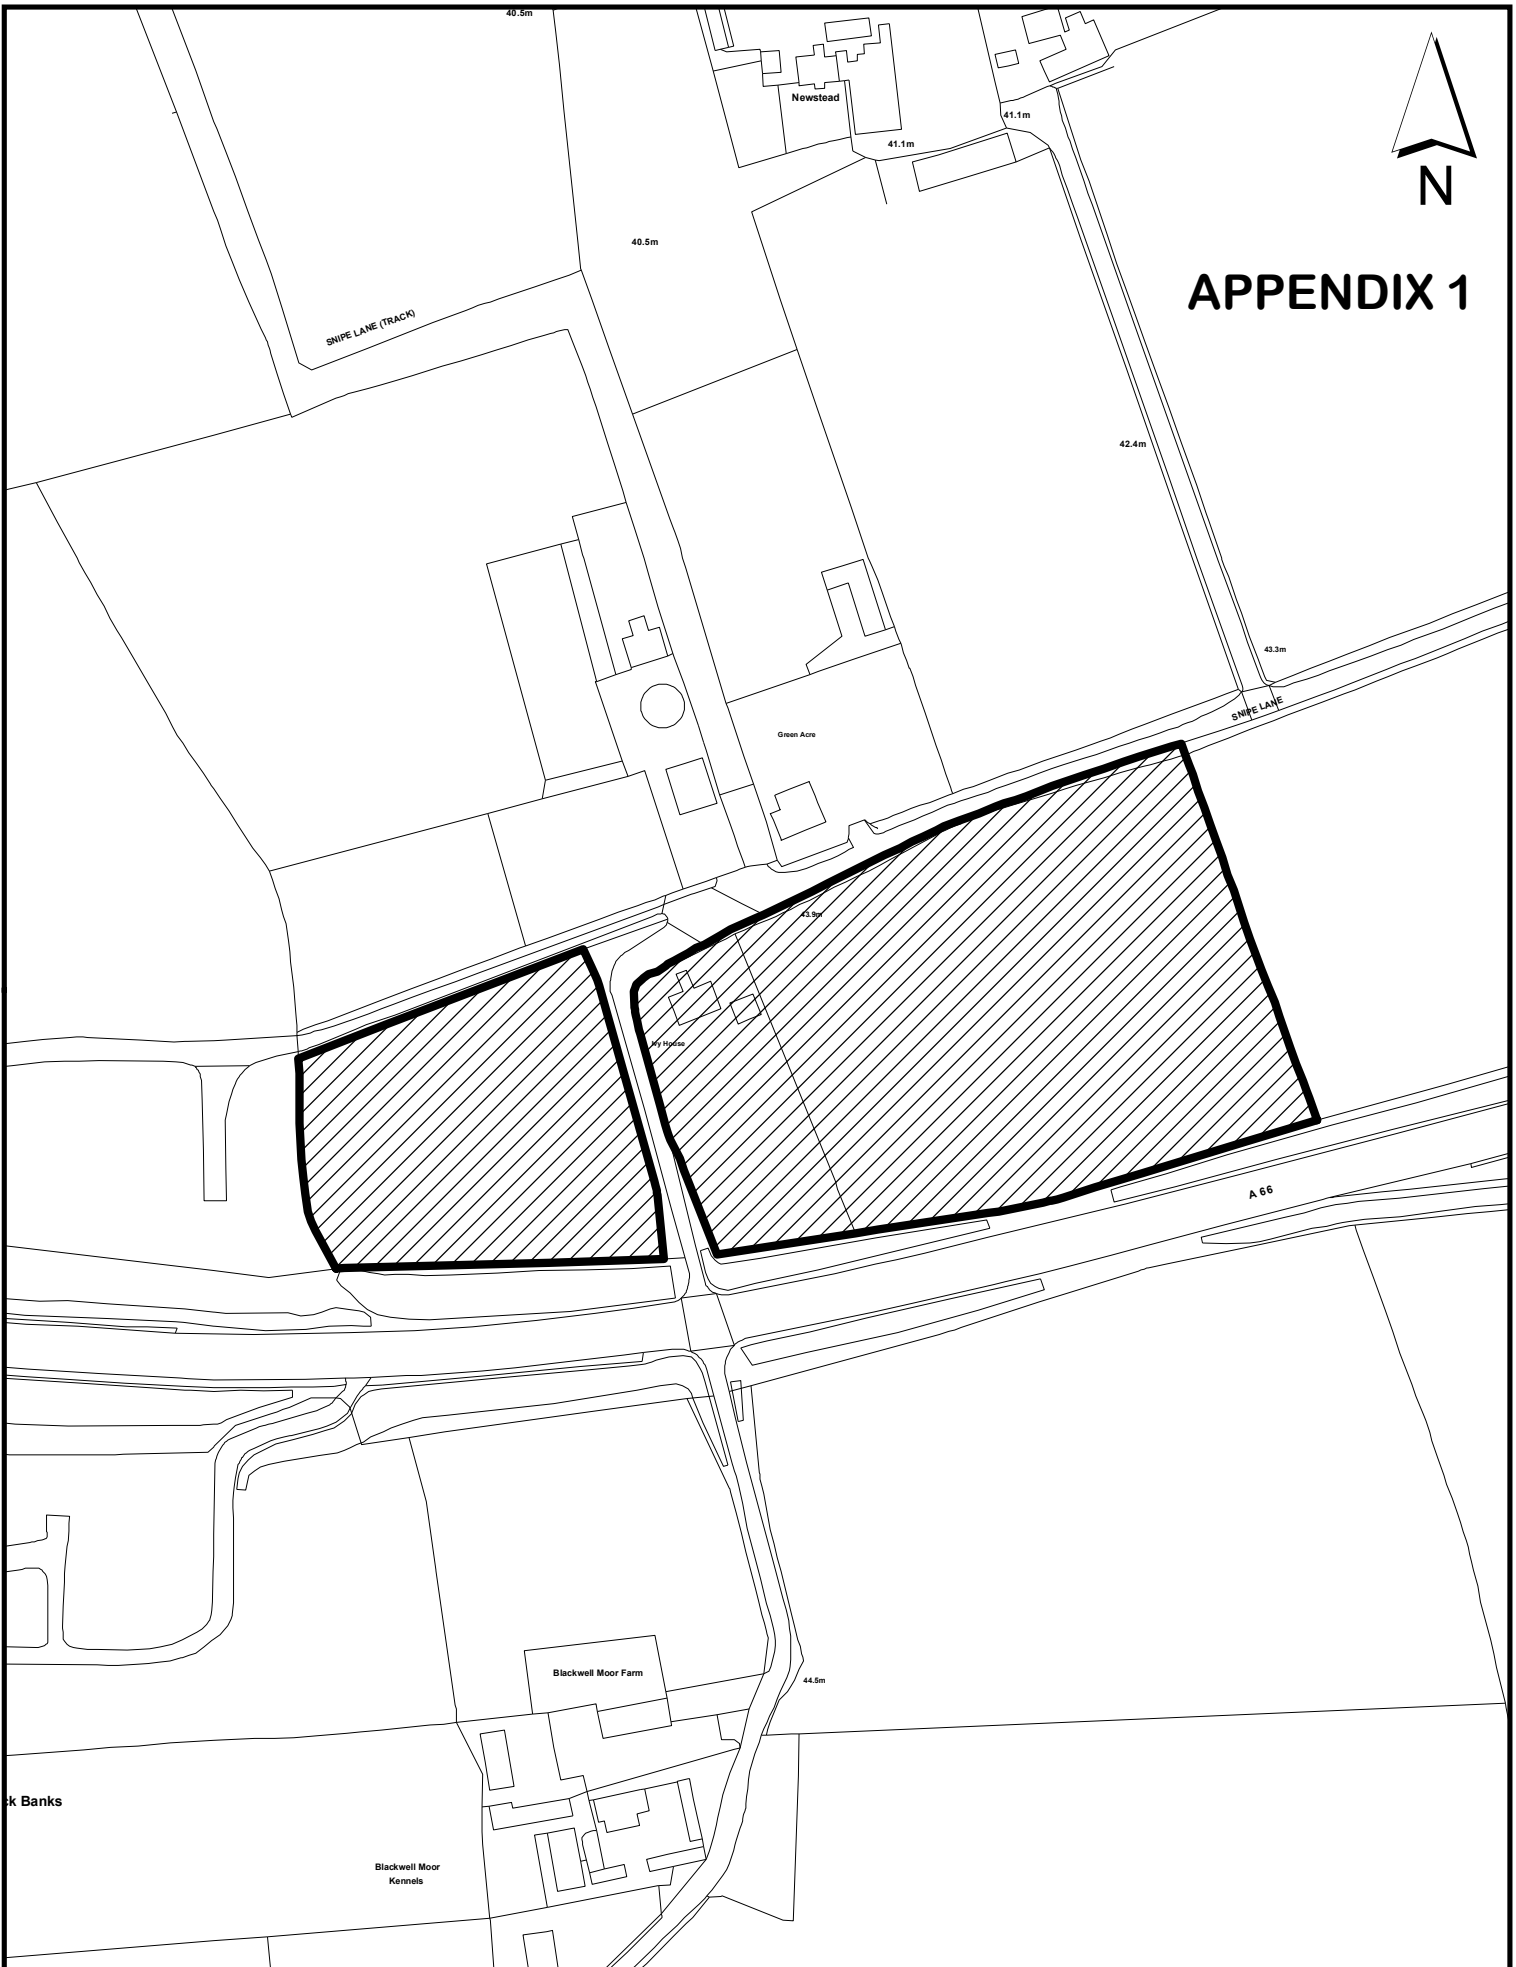 40.5m
Newstead
41.1m
41.1m
N
40.5m
APPENDIX 1
SNIPE LANE (TRACK)
42.4m
43.3m
SNIPE LANE
Green Acre
43.9m
Ivy House
A 66
Blackwell Moor Farm
44.5m
ck Banks
Blackwell Moor
Kennels